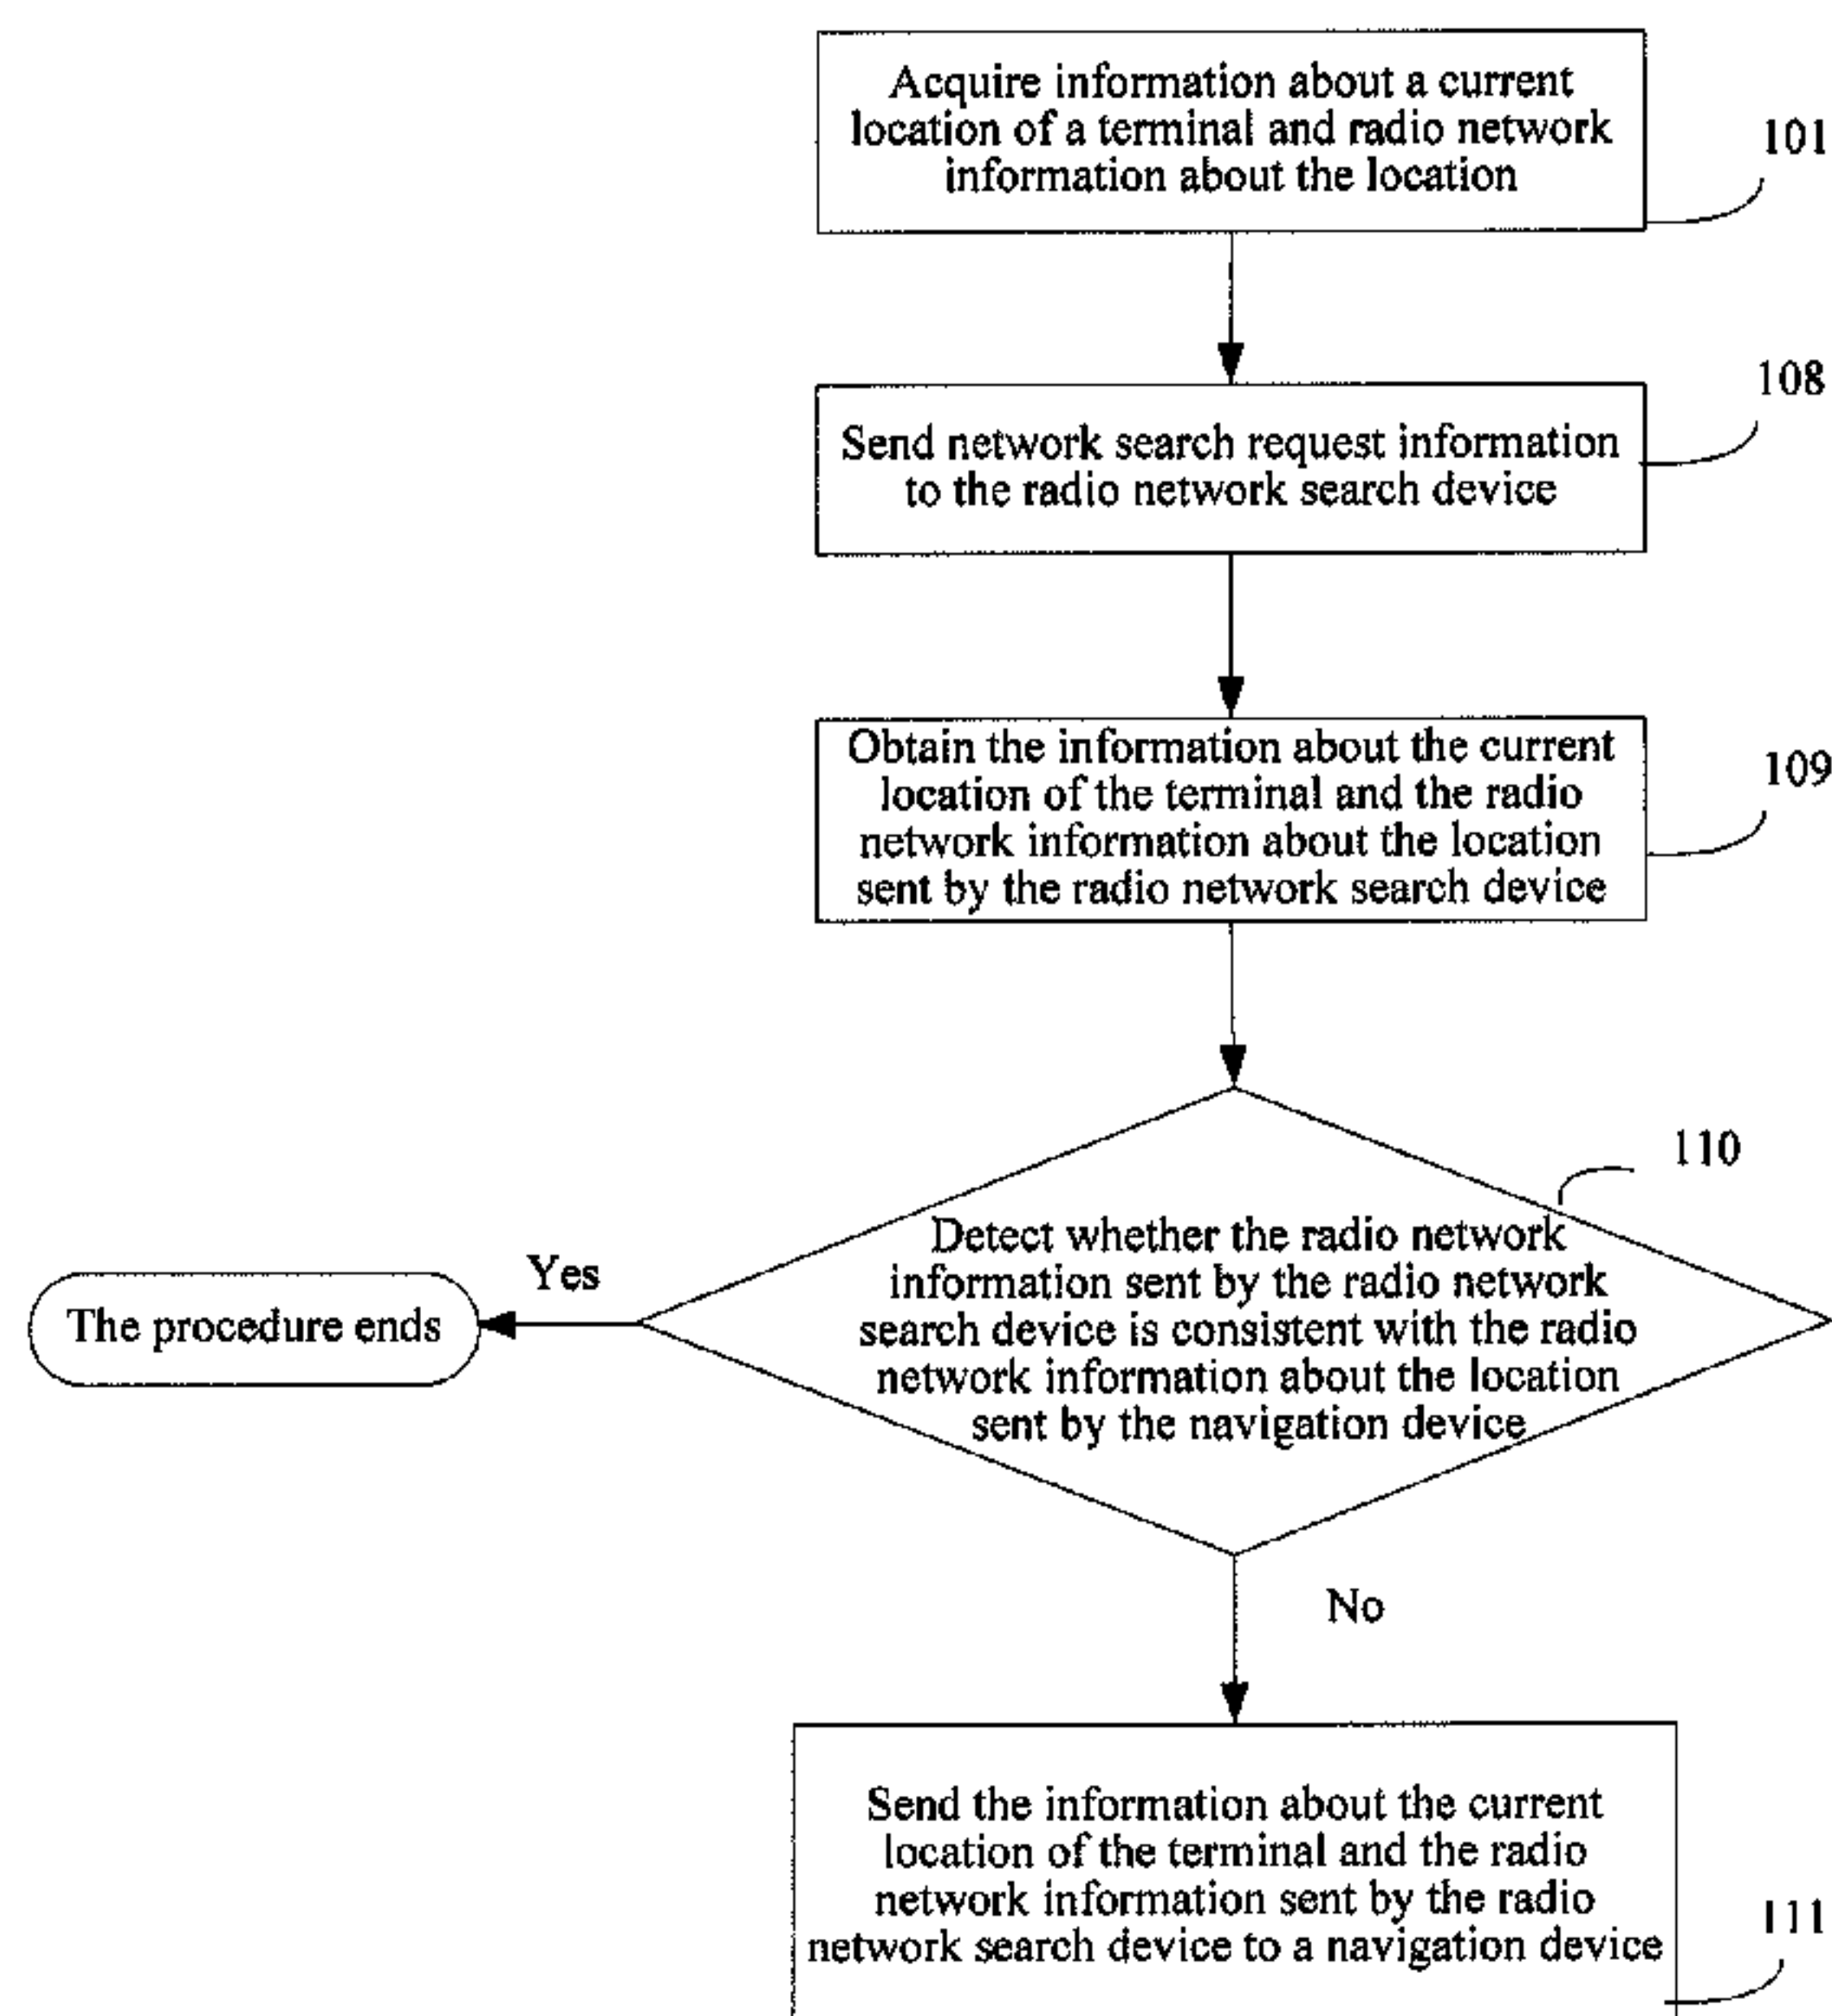 Acquire information about a current
location of a terminal and radio network
information about the location
101
108
Send network search request information
to the radio network search device
Obtain the information about the current
location of the terminal and the radio
network information about the location
sent by the radio network search device
109
110
Detect whether the radio network
information sent by the radio network
search device is consistent with the radio
network information about the location
sent by the navigation device
Yes
The procedure ends
No
Send the information about the current
location of the terminal and the radio
network information sent by the radio
network search device to a navigation device
111